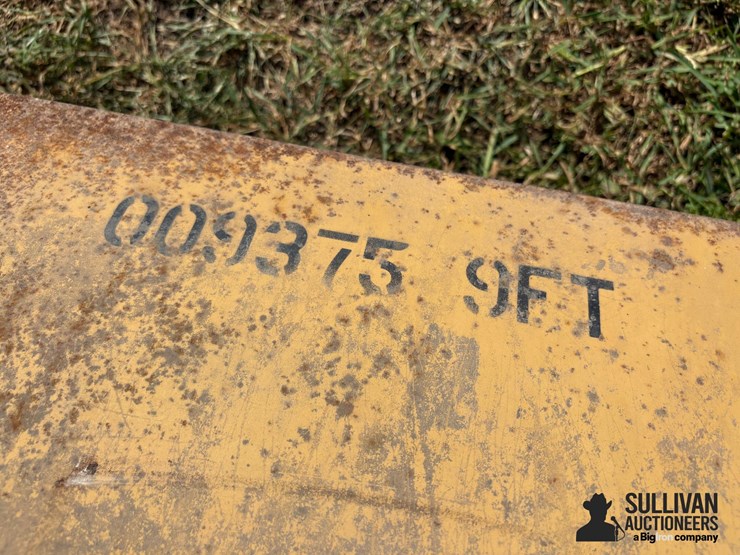 009375 9FT
SULLIVAN
AUCTIONEERS
a BigIron company